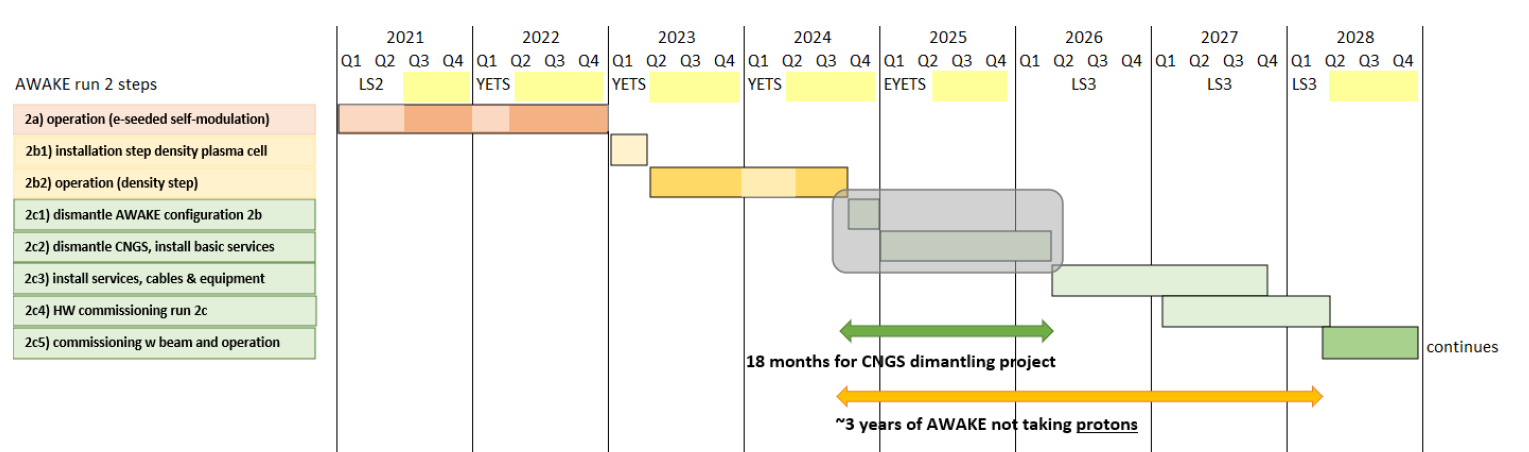 2021 2022 2023 2024 2025 2026 2027 2028
Q1 Q2 Q3 Q4 Q1 Q2 Q3 Q4 Q1 Q2 Q3 Q4 Q1 Q2 Q3 Q4 Q1 Q2 Q3 Q4 Q1 Q2 Q3 Q4 Q1 Q2 Q3 Q4 Q1 Q2 Q3 Q4
AWAKE run 2 steps LS2 YETS YETS YETS EYETS LS3 LS3 LS3
2a) operation (e-seeded self-modulation)
2b1) installation step density plasma cell
2b2) operation (density step)
2c1) dismantle AWAKE configuration 2b
2c2) dismantle CNGS, install basic services
2c3) install services, cables & equipment
2c4) HW commissioning run 2c
2c5) commissioning w beam and operation
continues
18 months for CNGS dimantling project
~3 years of AWAKE not taking protons